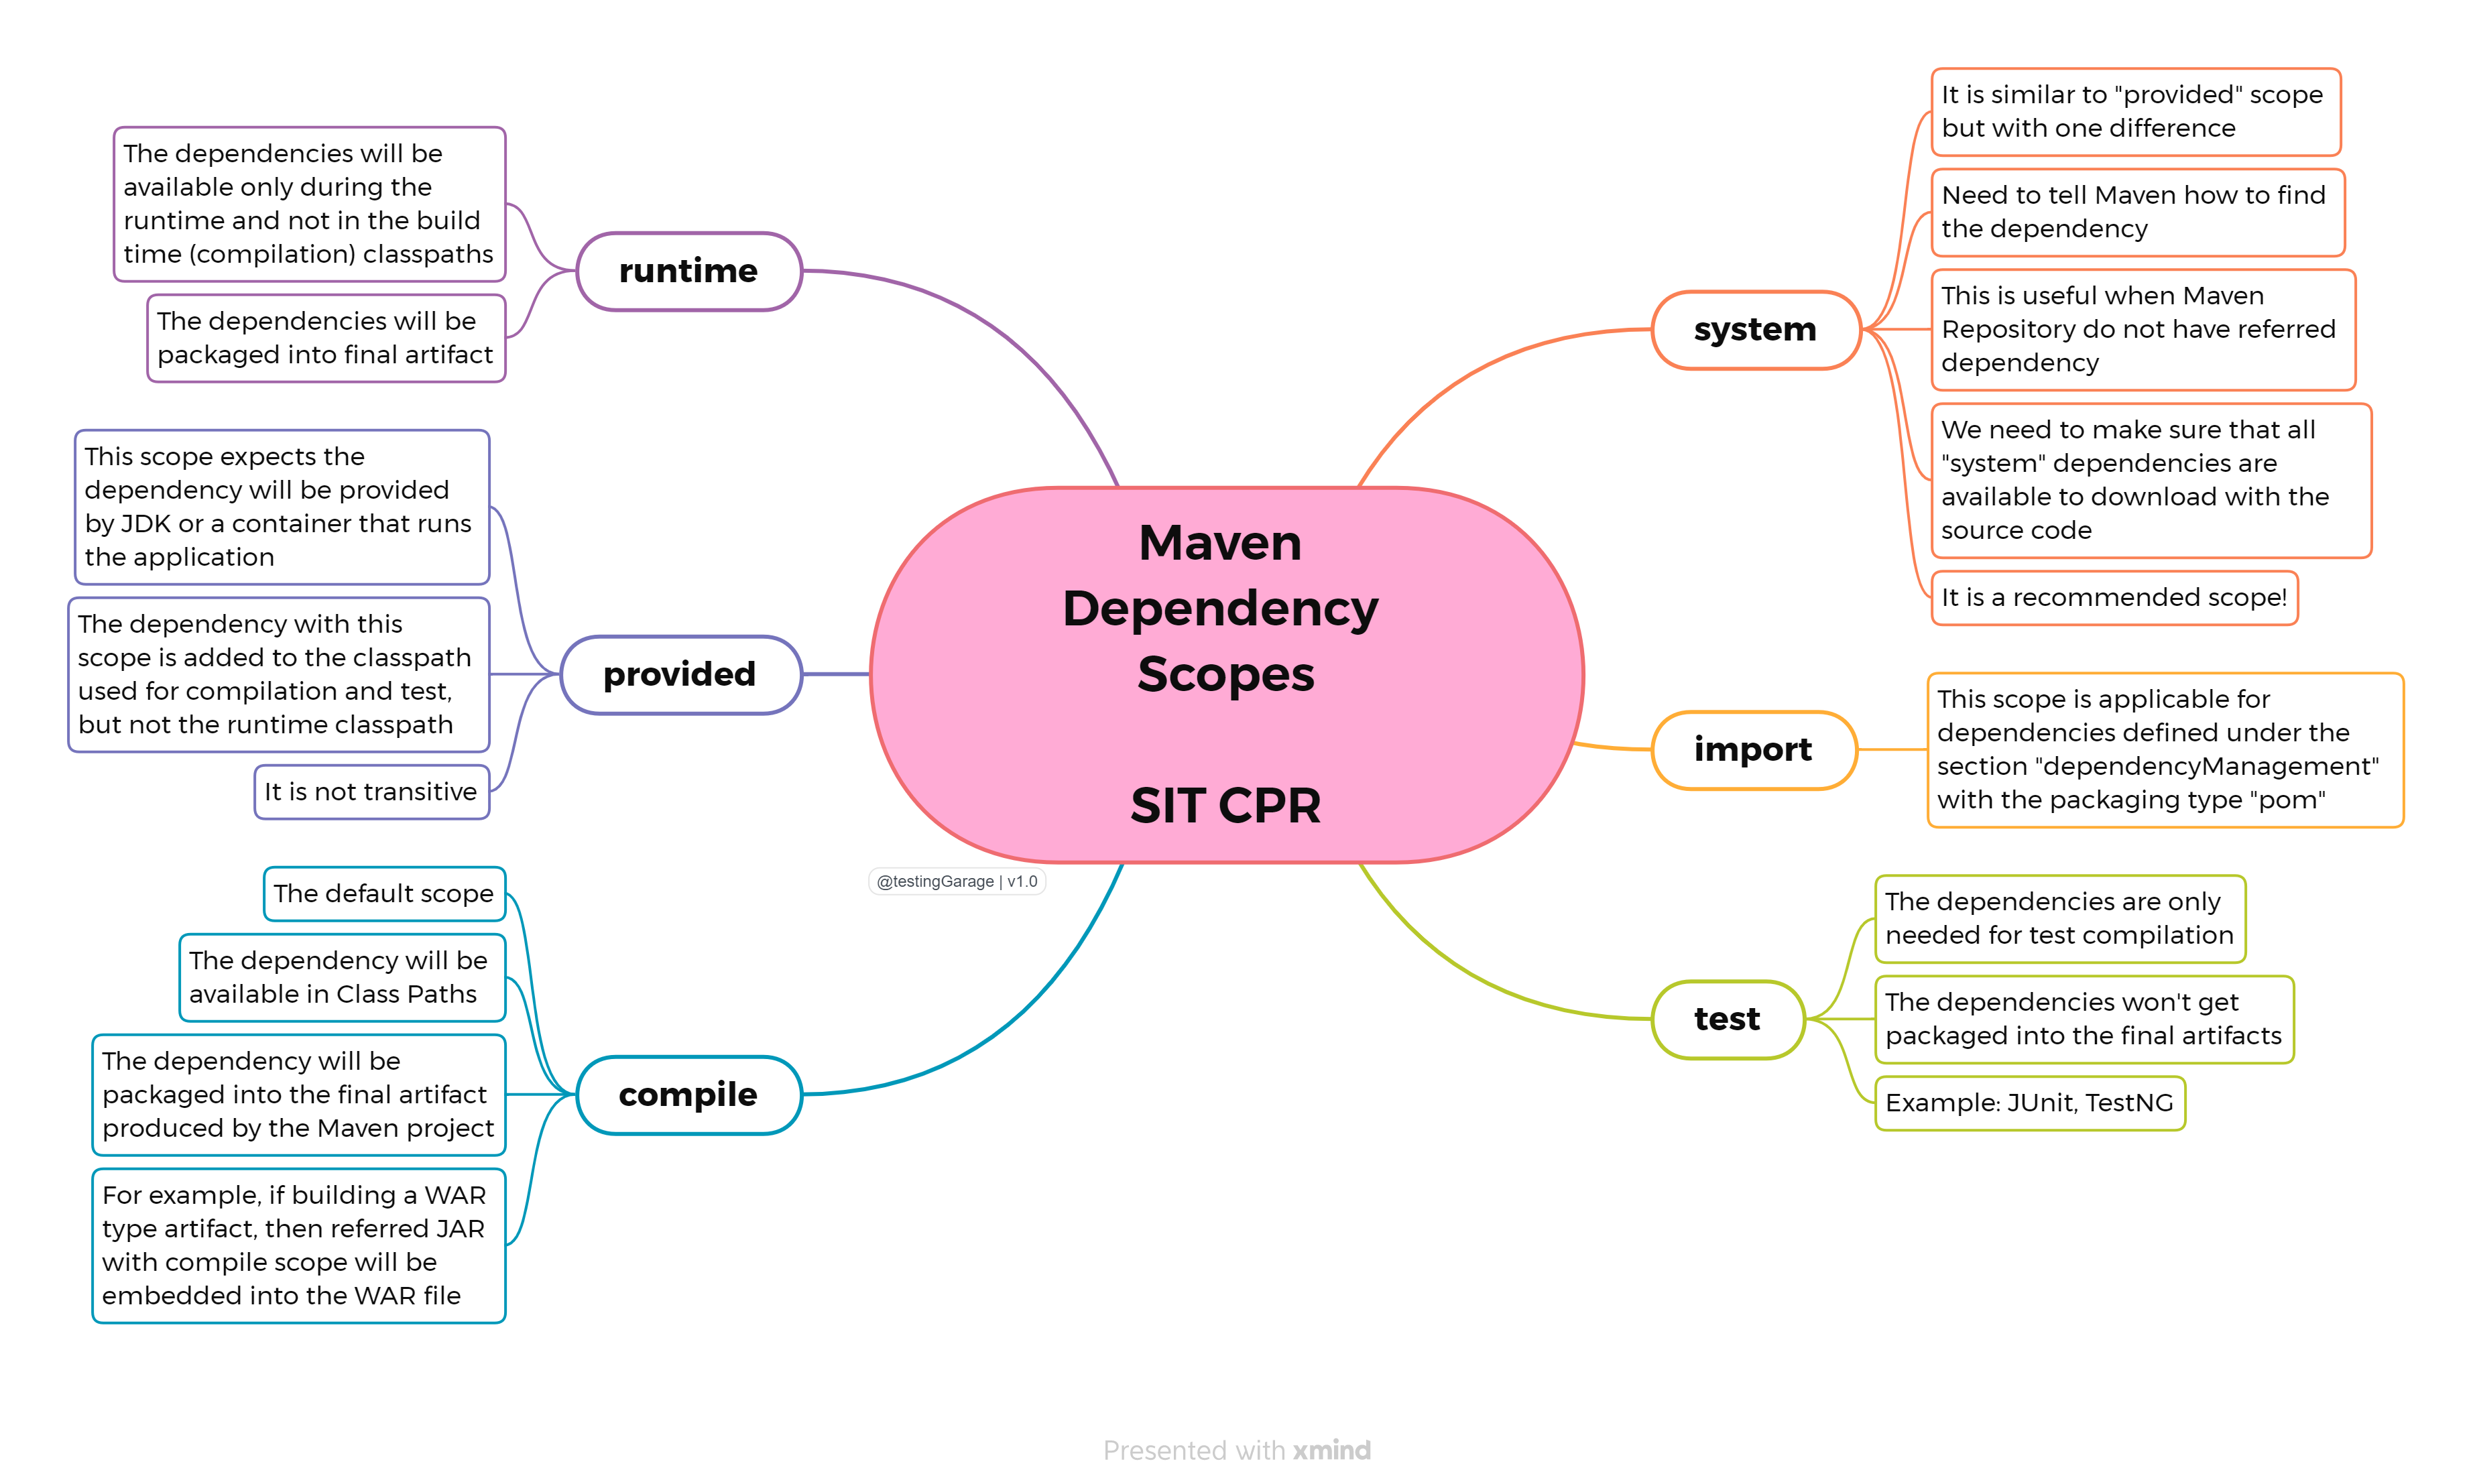 Maven
Dependency
Scopes
SIT CPR
@testingGarage | v1.0
runtime
The dependencies will be
available only during the
runtime and not in the build
time (compilation) classpaths
The dependencies will be
packaged into final artifact
provided
This scope expects the
dependency will be provided
by JDK or a container that runs
the application
The dependency with this
scope is added to the classpath
used for compilation and test,
but not the runtime classpath
It is not transitive
compile
The default scope
The dependency will be
available in Class Paths
The dependency will be
packaged into the final artifact
produced by the Maven project
For example, if building a WAR
type artifact, then referred JAR
with compile scope will be
embedded into the WAR file
system
It is similar to "provided" scope
but with one difference
Need to tell Maven how to find
the dependency
This is useful when Maven
Repository do not have referred
dependency
We need to make sure that all
"system" dependencies are
available to download with the
source code
It is a recommended scope!
import
This scope is applicable for
dependencies defined under the
section "dependencyManagement"
with the packaging type "pom"
test
The dependencies are only
needed for test compilation
The dependencies won't get
packaged into the final artifacts
Example: JUnit, TestNG
Presented with xmind